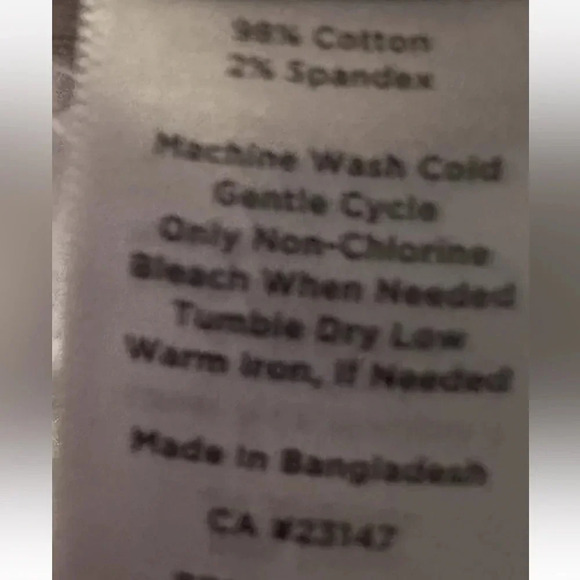 98% Cotton
2% Spandex
Machine Wash Cold
Gentle Cycle
Only Non-Chlorine
Bleach When Needed
Tumble Dry Low
Warm Iron, If Needed
Made In Bangladesh
CA #23147